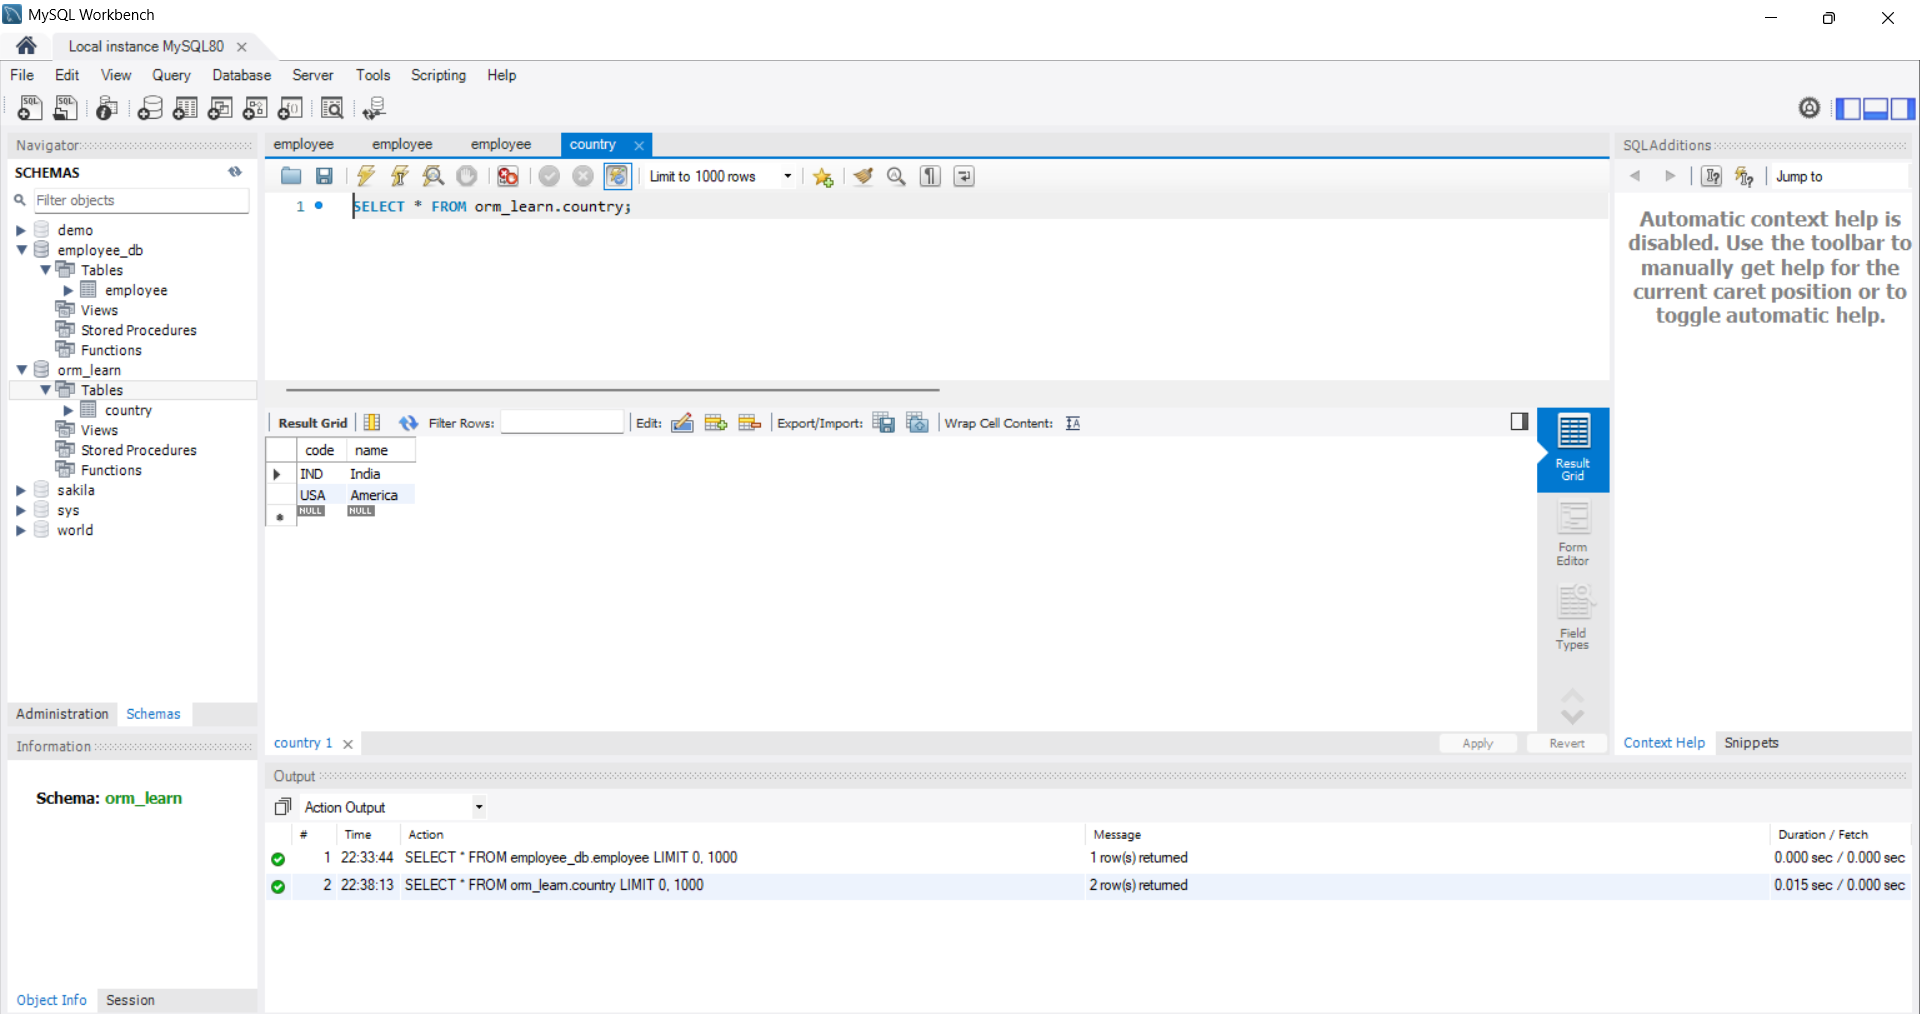 MySQL Workbench
Local instance MySQL80
File Edit View Query Database Server Tools Scripting Help
Navigator
SCHEMAS
Filter objects
demo
employee_db
Tables
employee
Views
Stored Procedures
Functions
orm_learn
Tables
country
Views
Stored Procedures
Functions
sakila
sys
world
Administration Schemas
Information
Schema: orm_learn
Object Info Session
employee employee employee country
Limit to 1000 rows
1 SELECT * FROM orm_learn.country;
Result Grid Filter Rows: Edit: Export/Import: Wrap Cell Content:
code name
IND India
USA America
NULL NULL
Result
Grid
Form
Editor
Field
Types
country 1 Apply Revert
Output
Action Output
# Time Action Message Duration / Fetch
1 22:33:44 SELECT * FROM employee_db.employee LIMIT 0, 1000 1 row(s) returned 0.000 sec / 0.000 sec
2 22:38:13 SELECT * FROM orm_learn.country LIMIT 0, 1000 2 row(s) returned 0.015 sec / 0.000 sec
SQLAdditions
Jump to
Automatic context help is
disabled. Use the toolbar to
manually get help for the
current caret position or to
toggle automatic help.
Context Help Snippets